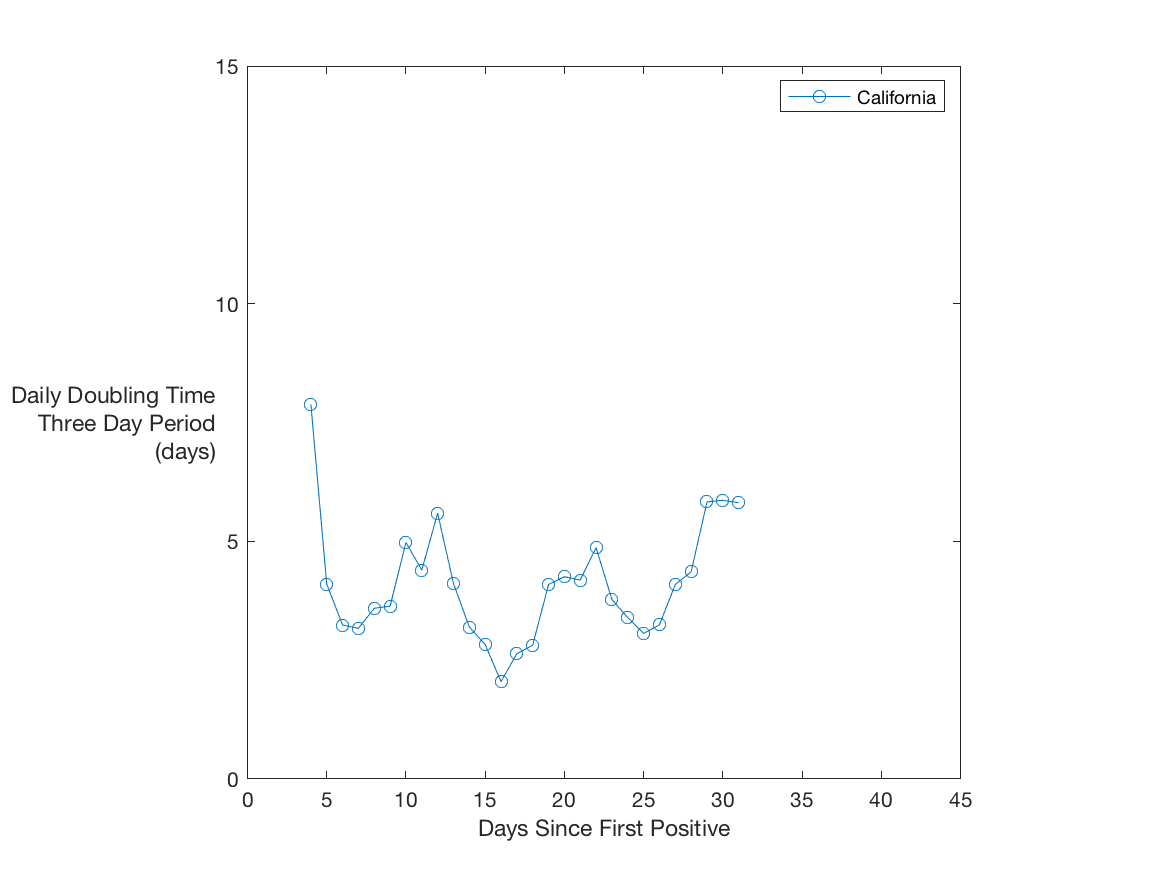 15
California
10
Daily Doubling Time
Three Day Period
(days)
5
0
0 5 10 15 20 25 30 35 40 45
Days Since First Positive